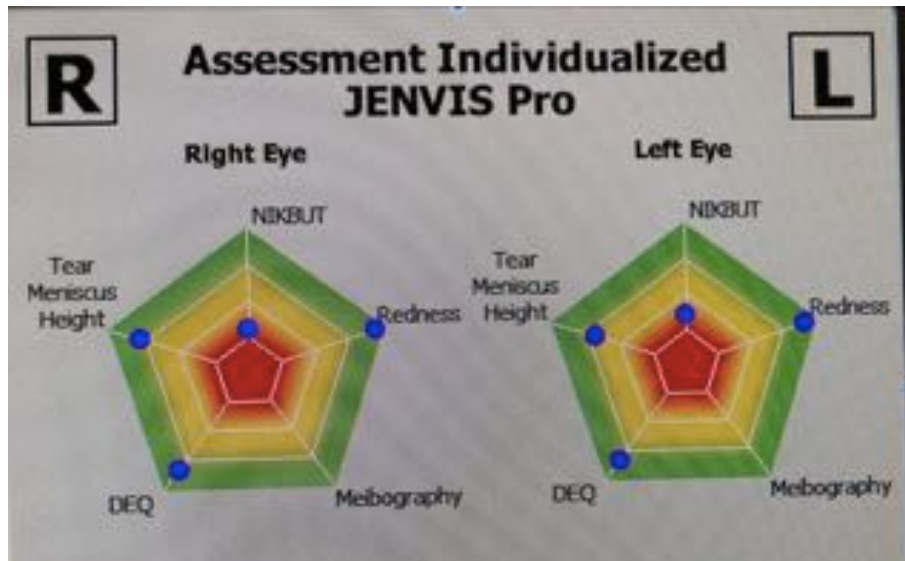 R
Assessment Individualized
JENVIS Pro
L
Right Eye
Left Eye
NIKBUT
Tear
Meniscus
Height
Redness
DEQ
Meibography
NIKBUT
Tear
Meniscus
Height
Redness
DEQ
Meibography